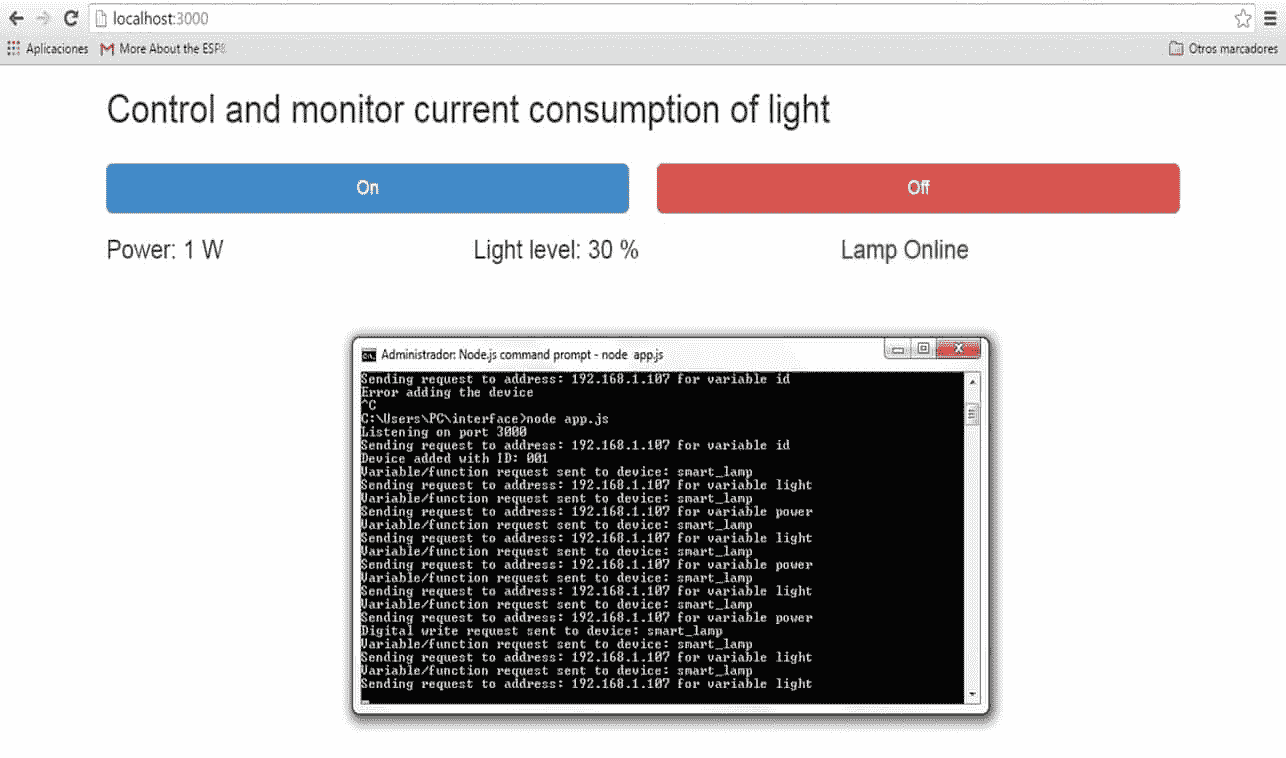 localhost:3000
Aplicaciones More About the ESP8
Otros marcadores
Control and monitor current consumption of light
On Off
Power: 1 W Light level: 30 % Lamp Online
Administrador: Node.js command prompt - node app.js
Sending request to address: 192.168.1.107 for variable id
Error adding the device
^C
C:\Users\PC\interface>node app.js
Listening on port 3000
Sending request to address: 192.168.1.107 for variable id
Device added with ID: 001
Variable/function request sent to device: smart_lamp
Sending request to address: 192.168.1.107 for variable light
Variable/function request sent to device: smart_lamp
Sending request to address: 192.168.1.107 for variable power
Variable/function request sent to device: smart_lamp
Sending request to address: 192.168.1.107 for variable light
Variable/function request sent to device: smart_lamp
Sending request to address: 192.168.1.107 for variable power
Variable/function request sent to device: smart_lamp
Sending request to address: 192.168.1.107 for variable light
Variable/function request sent to device: smart_lamp
Sending request to address: 192.168.1.107 for variable power
Digital write request sent to device: smart_lamp
Variable/function request sent to device: smart_lamp
Sending request to address: 192.168.1.107 for variable light
Variable/function request sent to device: smart_lamp
Sending request to address: 192.168.1.107 for variable light